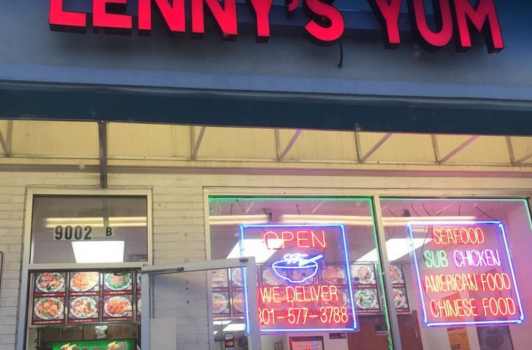 LENNY'S YUM
9002 B
OPEN
WE DELIVER
301-577-3788
SEAFOOD
SUB CHICKEN
AMERICAN FOOD
CHINESE FOOD